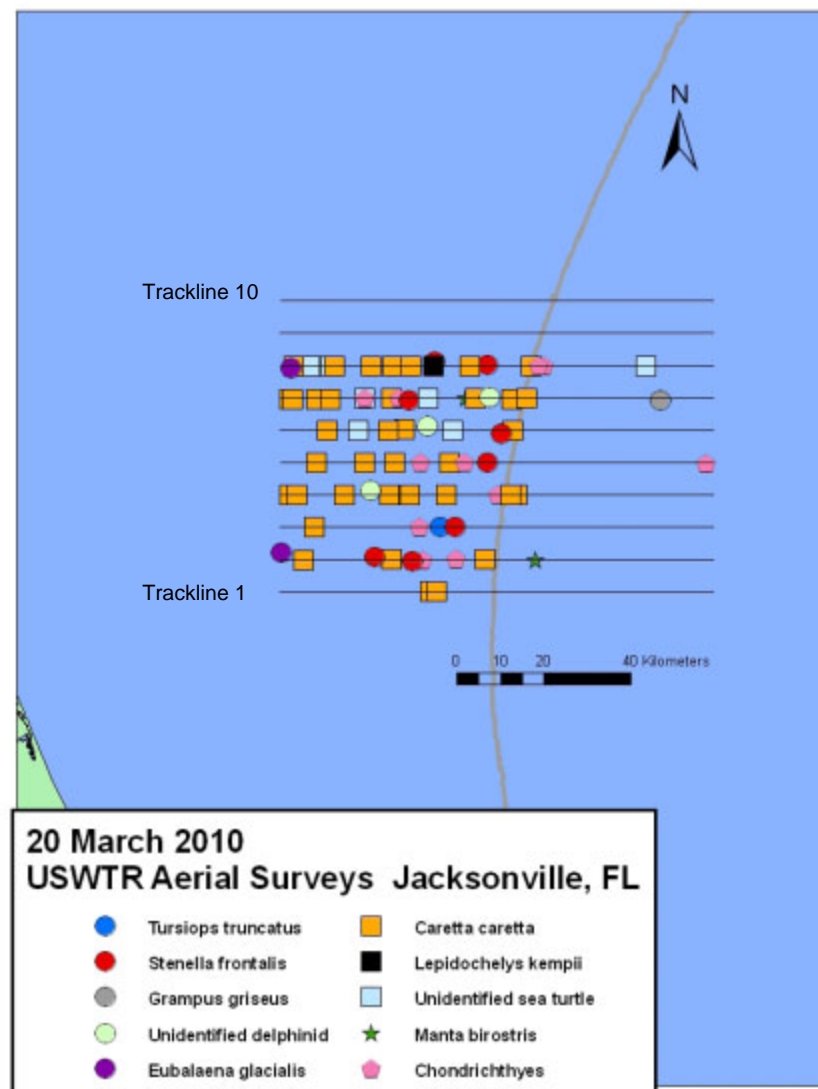 N
Trackline 10
Trackline 1
0 10 20 40 Kilometers
20 March 2010
USWTR Aerial Surveys Jacksonville, FL
Tursiops truncatus Caretta caretta
Stenella frontalis Lepidochelys kempii
Grampus griseus Unidentified sea turtle
Unidentified delphinid Manta birostris
Eubalaena glacialis Chondrichthyes